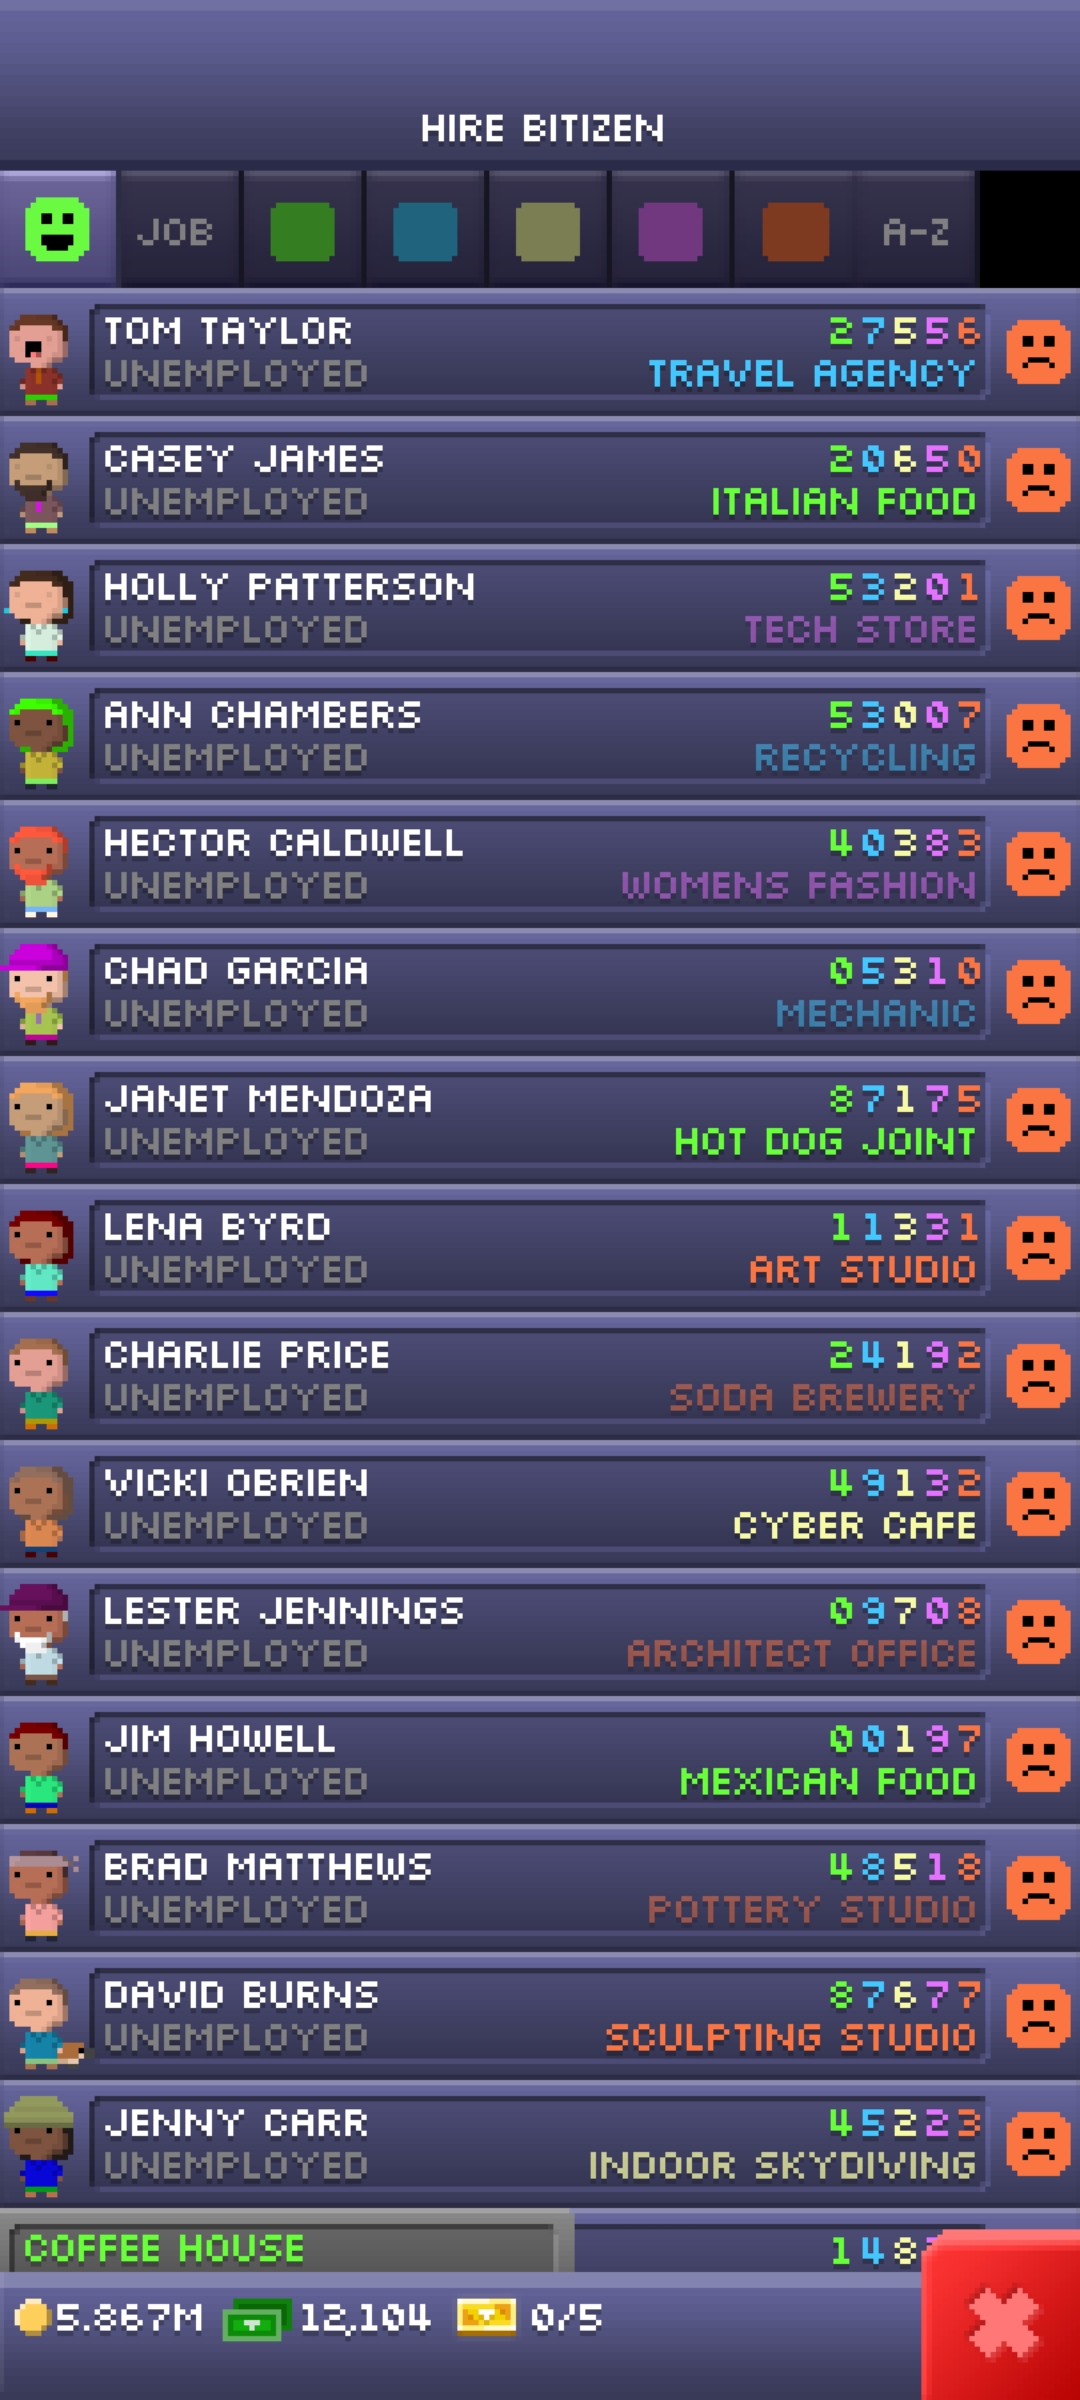 HIRE BITIZEN
JOB A-Z
TOM TAYLOR 27556
UNEMPLOYED TRAVEL AGENCY
CASEY JAMES 20650
UNEMPLOYED ITALIAN FOOD
HOLLY PATTERSON 53201
UNEMPLOYED TECH STORE
ANN CHAMBERS 53007
UNEMPLOYED RECYCLING
HECTOR CALDWELL 40383
UNEMPLOYED WOMENS FASHION
CHAD GARCIA 05310
UNEMPLOYED MECHANIC
JANET MENDOZA 87175
UNEMPLOYED HOT DOG JOINT
LENA BYRD 11331
UNEMPLOYED ART STUDIO
CHARLIE PRICE 24192
UNEMPLOYED SODA BREWERY
VICKI OBRIEN 49132
UNEMPLOYED CYBER CAFE
LESTER JENNINGS 09708
UNEMPLOYED ARCHITECT OFFICE
JIM HOWELL 00197
UNEMPLOYED MEXICAN FOOD
BRAD MATTHEWS 48518
UNEMPLOYED POTTERY STUDIO
DAVID BURNS 87677
UNEMPLOYED SCULPTING STUDIO
JENNY CARR 45223
UNEMPLOYED INDOOR SKYDIVING
COFFEE HOUSE 148
5.867M 12,104 0/5